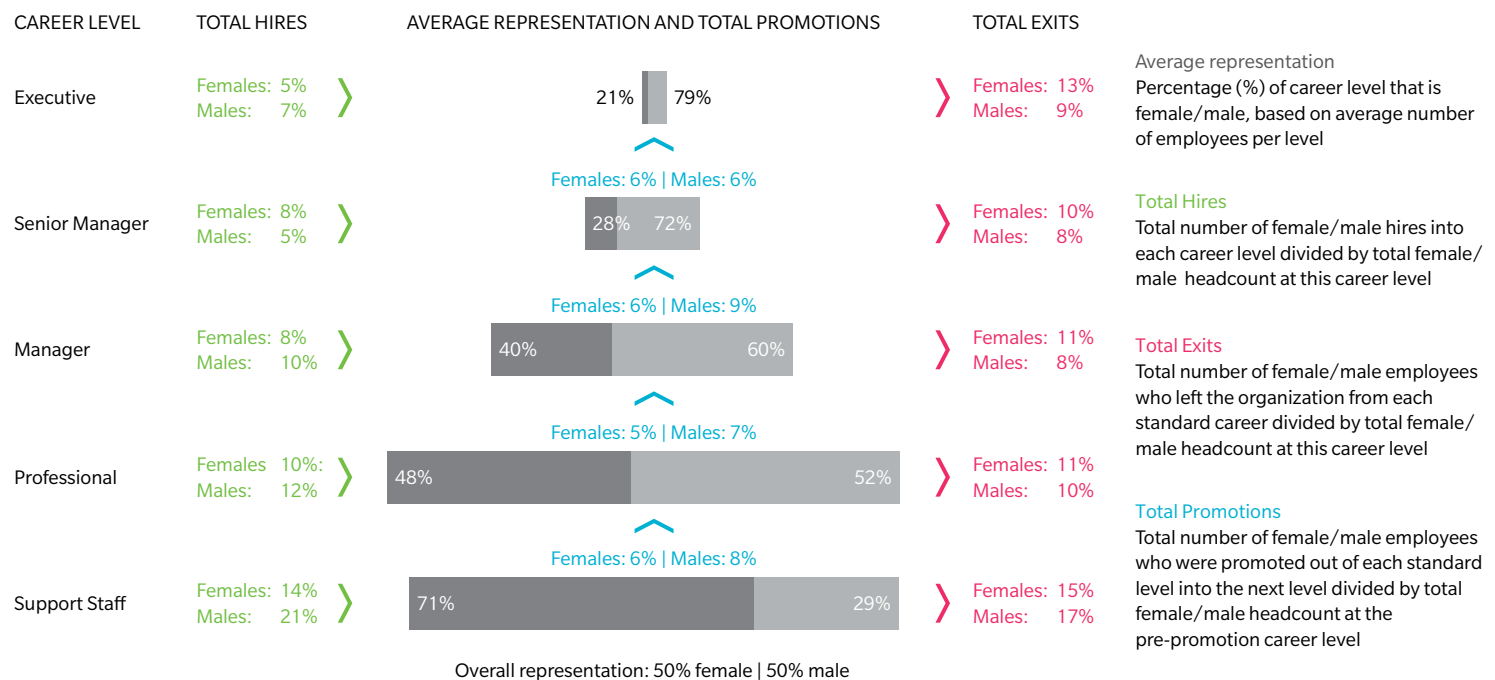 CAREER LEVEL TOTAL HIRES AVERAGE REPRESENTATION AND TOTAL PROMOTIONS TOTAL EXITS
Executive
Females: 5%
Males: 7%
21% 79%
Females: 13%
Males: 9%
Females: 6% | Males: 6%
Senior Manager
Females: 8%
Males: 5%
28% 72%
Females: 10%
Males: 8%
Females: 6% | Males: 9%
Manager
Females: 8%
Males: 10%
40% 60%
Females: 11%
Males: 8%
Females: 5% | Males: 7%
Professional
Females 10%:
Males: 12%
48% 52%
Females: 11%
Males: 10%
Females: 6% | Males: 8%
Support Staff
Females: 14%
Males: 21%
71% 29%
Females: 15%
Males: 17%
Overall representation: 50% female | 50% male
Average representation
Percentage (%) of career level that is
female/male, based on average number
of employees per level
Total Hires
Total number of female/male hires into
each career level divided by total female/
male headcount at this career level
Total Exits
Total number of female/male employees
who left the organization from each
standard career divided by total female/
male headcount at this career level
Total Promotions
Total number of female/male employees
who were promoted out of each standard
level into the next level divided by total
female/male headcount at the
pre-promotion career level